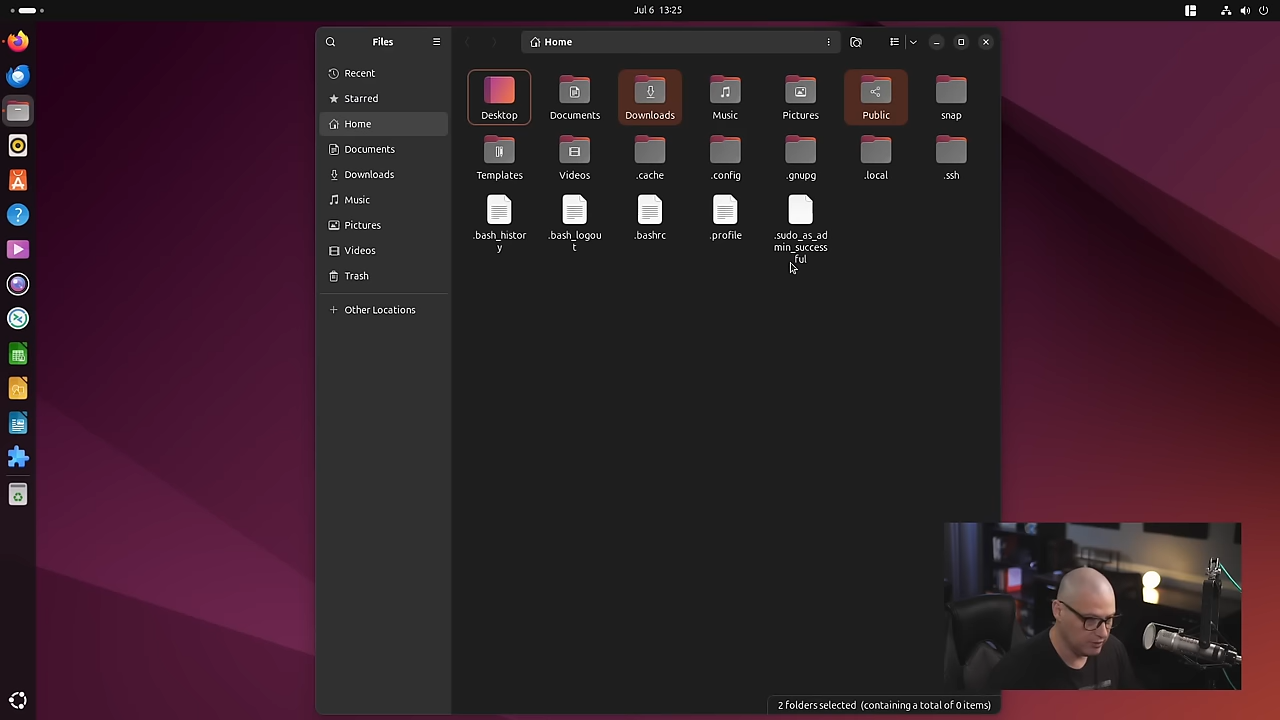 Jul 6 13:25
Files
Home
Recent
Starred
Home
Documents
Downloads
Music
Pictures
Videos
Trash
Other Locations
Desktop
Documents
Downloads
Music
Pictures
Public
snap
Templates
Videos
.cache
.config
.gnupg
.local
.ssh
.bash_histor
y
.bash_logou
t
.bashrc
.profile
.sudo_as_ad
min_success
ful
2 folders selected (containing a total of 0 items)